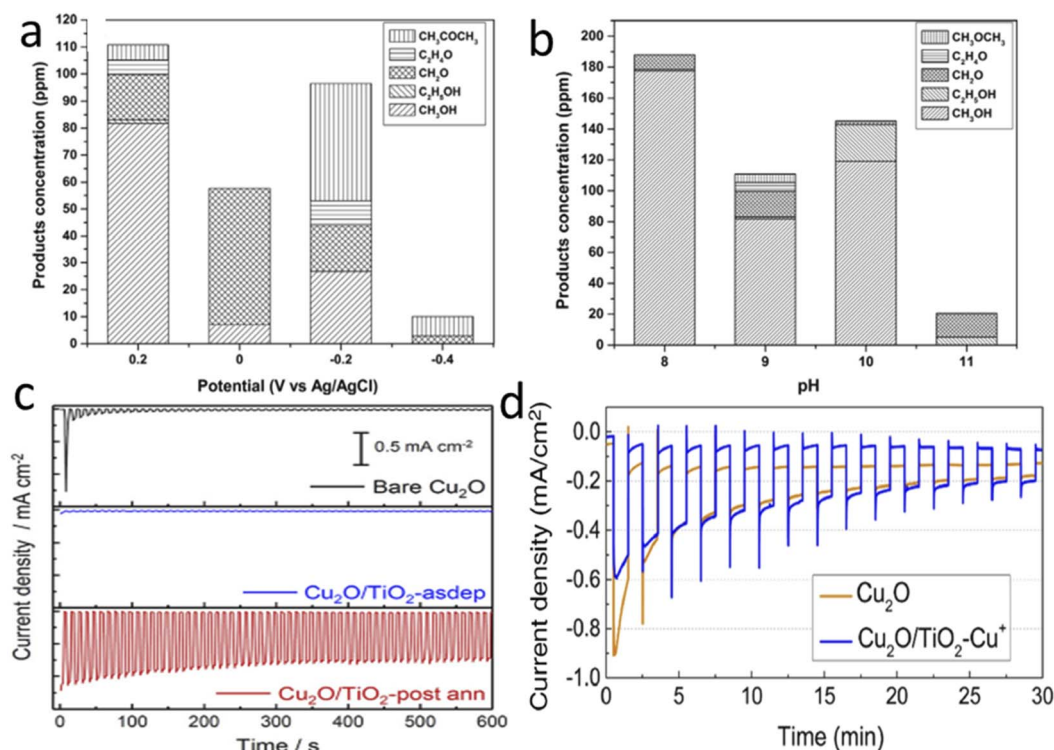 a
120
110
100
90
80
70
60
50
40
30
20
10
0
Products concentration (ppm)
CH₃COCH₃
C₂H₄O
CH₂O
C₂H₅OH
CH₃OH
0.2 0 -0.2 -0.4
Potential (V vs Ag/AgCl)
b
200
180
160
140
120
100
80
60
40
20
0
Products concentration (ppm)
CH₃OCH₃
C₂H₄O
CH₂O
C₂H₅OH
CH₃OH
8 9 10 11
pH
c
Current density / mA cm⁻²
0.5 mA cm⁻²
Bare Cu₂O
Cu₂O/TiO₂-asdep
Cu₂O/TiO₂-post ann
0 100 200 300 400 500 600
Time / s
d
Current density (mA/cm²)
0.0
-0.2
-0.4
-0.6
-0.8
-1.0
Cu₂O
Cu₂O/TiO₂-Cu⁺
0 5 10 15 20 25 30
Time (min)